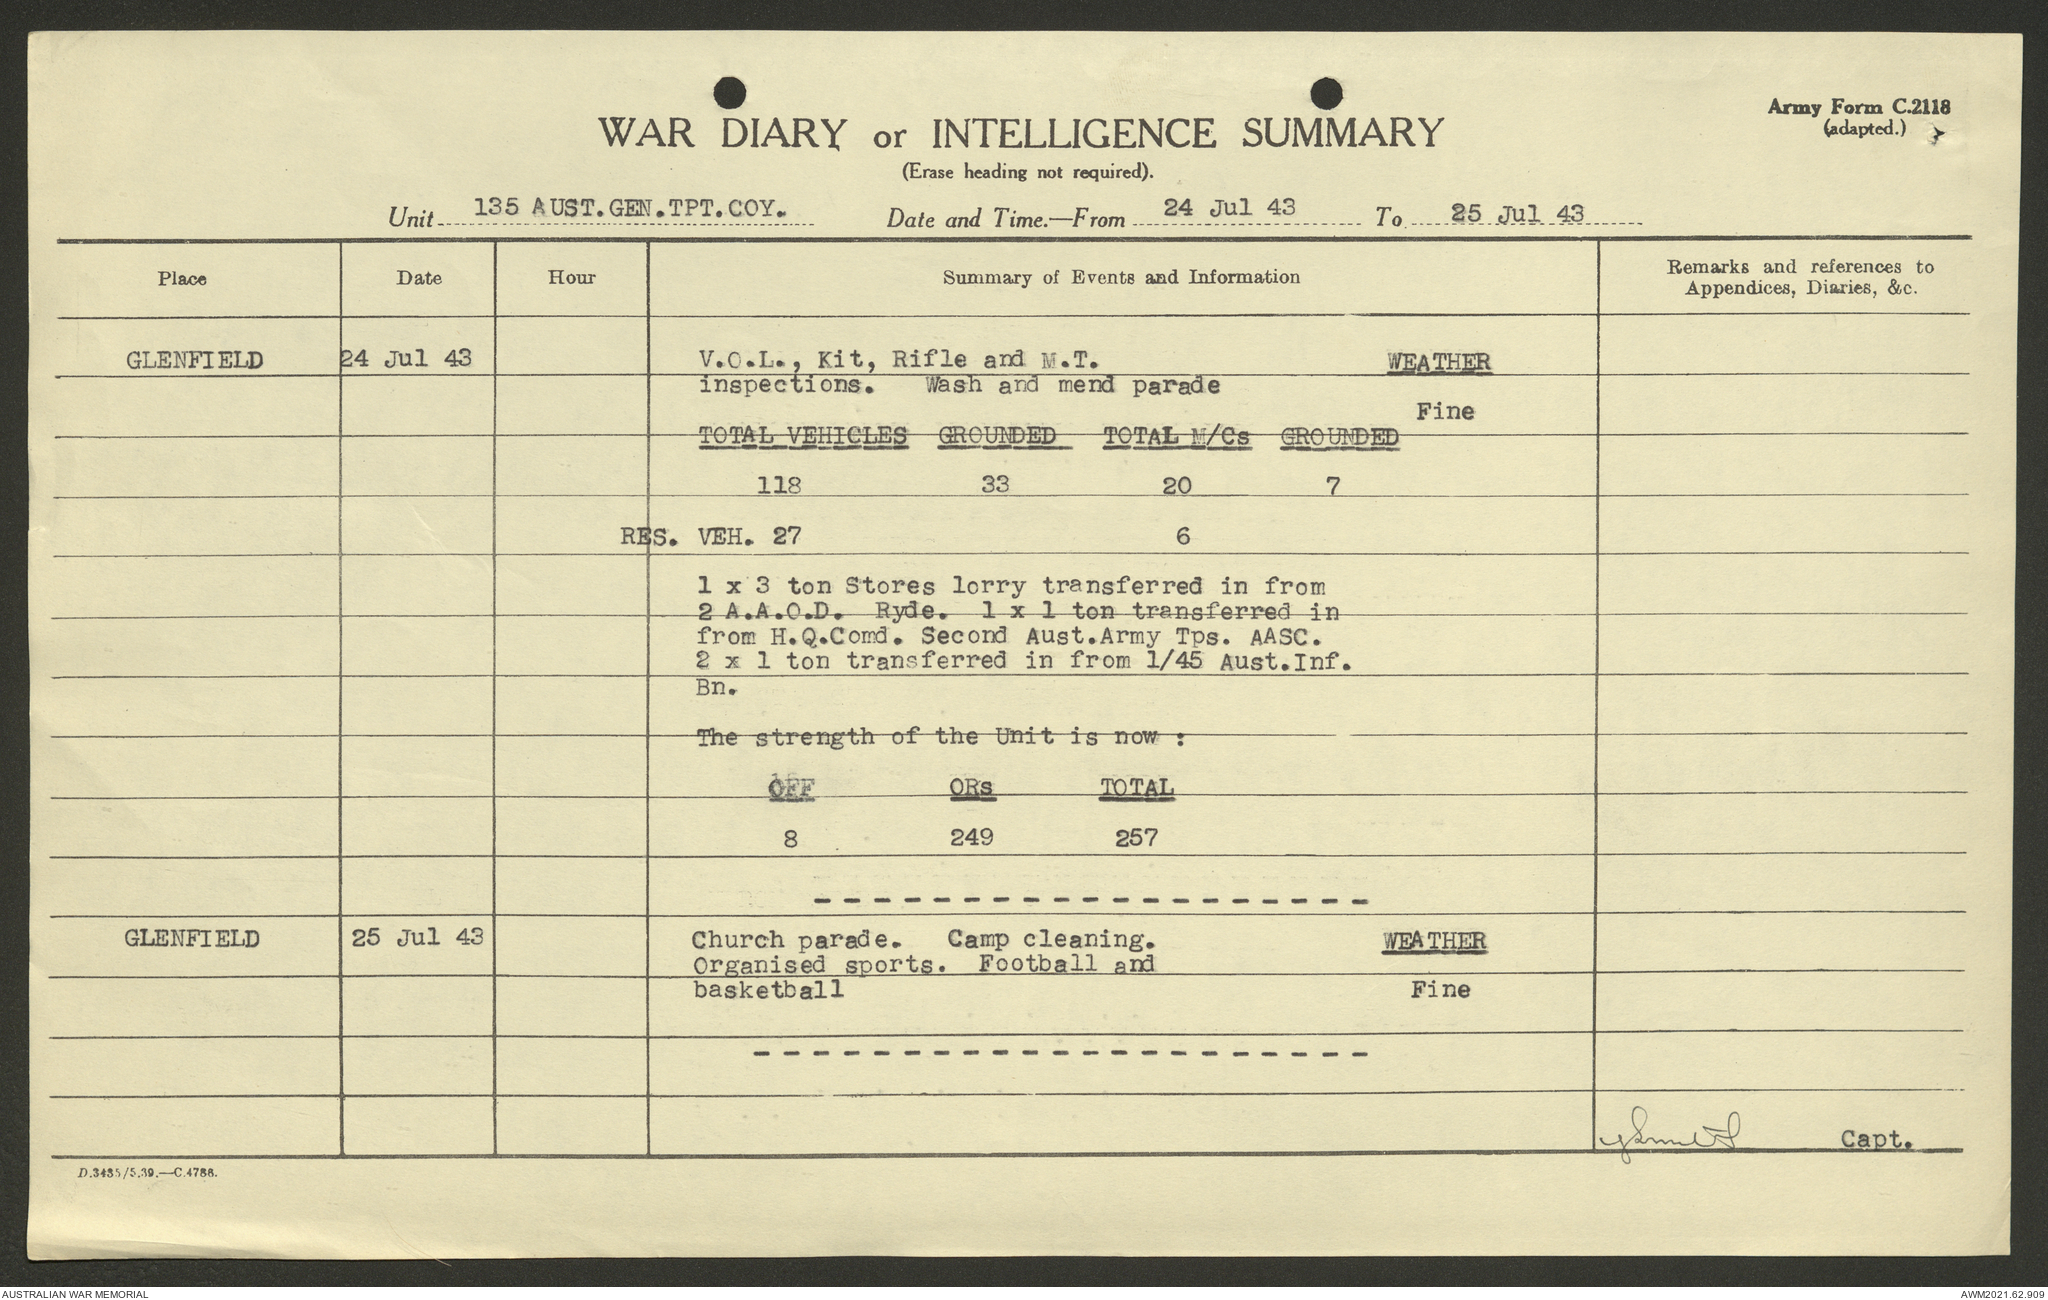 Army Form C.2118
(adapted.)
WAR DIARY or INTELLIGENCE SUMMARY
(Erase heading not required).
Unit 135 AUST.GEN.TPT.COY. Date and Time.—From 24 Jul 43 To 25 Jul 43
Place Date Hour Summary of Events and Information Remarks and references to
Appendices, Diaries, &c.
GLENFIELD 24 Jul 43 V.O.L., Kit, Rifle and M.T. WEATHER
inspections. Wash and mend parade
Fine
TOTAL VEHICLES GROUNDED TOTAL M/Cs GROUNDED
118 33 20 7
RES. VEH. 27 6
1 x 3 ton Stores lorry transferred in from
2 A.A.O.D. Ryde. 1 x 1 ton transferred in
from H.Q.Comd. Second Aust.Army Tps. AASC.
2 x 1 ton transferred in from 1/45 Aust.Inf.
Bn.
The strength of the Unit is now :
OFF ORs TOTAL
8 249 257
GLENFIELD 25 Jul 43 Church parade. Camp cleaning. WEATHER
Organised sports. Football and
basketball Fine
Capt.
D.3435/5.39.—C.4788.
AUSTRALIAN WAR MEMORIAL AWM2021.62.909